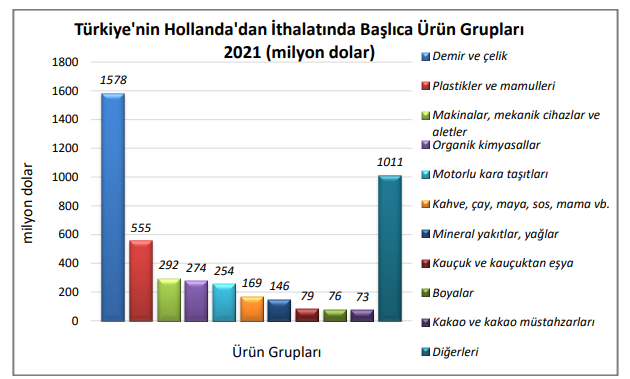 Türkiye'nin Hollanda'dan İthalatında Başlıca Ürün Grupları
2021 (milyon dolar)
milyon dolar
1800
1600
1400
1200
1000
800
600
400
200
0
1578
555
292
274
254
169
146
79
76
73
1011
Ürün Grupları
Demir ve çelik
Plastikler ve mamulleri
Makinalar, mekanik cihazlar ve
aletler
Organik kimyasallar
Motorlu kara taşıtları
Kahve, çay, maya, sos, mama vb.
Mineral yakıtlar, yağlar
Kauçuk ve kauçuktan eşya
Boyalar
Kakao ve kakao müstahzarları
Diğerleri